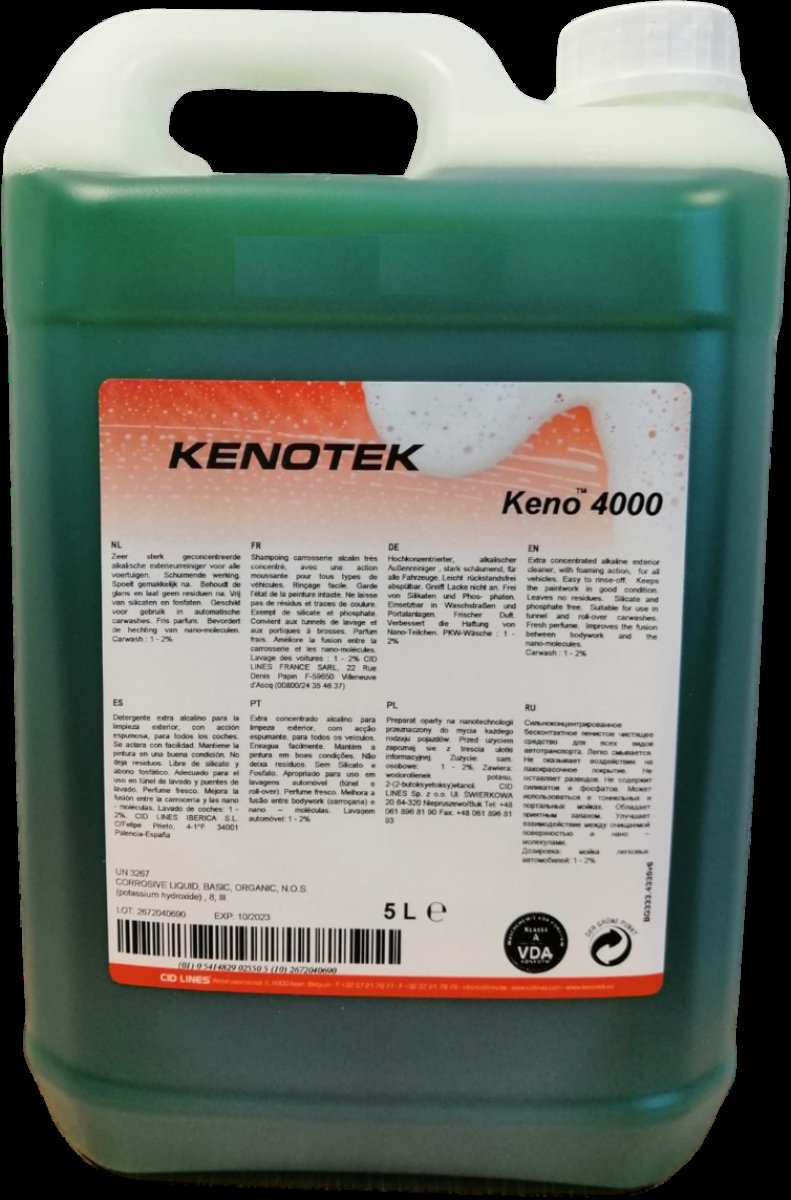 KENOTEK
Keno™ 4000
NL
Zeer sterk geconcentreerde
alkalische exterieurreiniger voor alle
voertuigen. Schuimende werking.
Spoelt gemakkelijk na. Behoudt de
glans en laat geen residuen na. Vrij
van silicaten en fosfaten. Geschikt
voor gebruik in automatische
carwashes. Fris parfum. Bevordert
de hechting van nano-moleculen.
Carwash : 1 - 2%
FR
Shampoing carrosserie alcalin très
concentré, avec une action
moussante pour tous types de
véhicules. Rinçage facile. Garde
l'état de la peinture intacte. Ne laisse
pas de résidus et traces de coulure.
Exempt de silicate et phosphate.
Convient aux tunnels de lavage et
aux portiques à brosses. Parfum
frais. Améliore la fusion entre la
carrosserie et les nano-molécules.
Lavage des voitures : 1 - 2% CID
LINES FRANCE SARL, 22 Rue
Denis Papin F-59650 Villeneuve
d'Ascq (00800/24 35 46 37)
DE
Hochkonzentrierter, alkalischer
Außenreiniger , stark schäumend, für
alle Fahrzeuge. Leicht rückstandsfrei
abspülbar. Greift Lacke nicht an. Frei
von Silikaten und Phos- phaten.
Einsetzbar in Waschstraßen und
Portalanlagen. Frischer Duft.
Verbessert die Haftung von
Nano-Teilchen. PKW-Wäsche : 1 -
2%
EN
Extra concentrated alkaline exterior
cleaner, with foaming action, for all
vehicles. Easy to rinse-off. Keeps
the paintwork in good condition.
Leaves no residues. Silicate and
phosphate free. Suitable for use in
tunnel and roll-over carwashes.
Fresh perfume. Improves the fusion
between bodywork and the
nano-molecules.
Carwash : 1 - 2%
ES
Detergente extra alcalino para la
limpieza exterior, con acción
espumosa, para todos los coches.
Se aclara con facilidad. Mantiene la
pintura en una buena condición. No
deja residuos. Libre de silicato y
abono fosfático. Adecuado para el
uso en túnel de lavado y puentes de
lavado. Perfume fresco. Mejora la
fusión entre la carrocería y las nano
- moléculas. Lavado de coches: 1 -
2%. CID LINES IBERICA S.L.
C/Felipe Prieto, 4-1°F 34001
Palencia-España
PT
Extra concentrado alcalino para
limpeza exterior, com acção
espumante, para todos os veículos.
Enxagua facilmente. Mantém a
pintura em boas condições. Não
deixa residuos. Sem Silicato e
Fosfato. Apropriado para uso em
lavagens automóvel (túnel e
roll-over). Perfume fresco. Melhora a
fusão entre bodywork (carroçaria) e
nano – moléculas. Lavagem
automóvel: 1 - 2%
PL
Preparat oparty na nanotechnologii
przeznaczony do mycia każdego
rodzaju pojazdów. Przed użyciem
zapoznaj sie z trescia ulotki
informacyjnej. Zużycie: sam.
osobowe: 1 - 2%. Zawiera:
wodorotlenek potasu,
2-(2-butoksyetoksy)etanol. CID
LINES Sp. z o.o. Ul. ŚWIERKOWA
20 64-320 Niepruszewo/Buk Tel: +48
061 896 81 90 Fax: +48 061 896 81
93
RU
Сильноконцентрированное
бесконтактное пенистое чистящее
средство для всех видов
автотранспорта. Легко смывается.
Не оказывает воздействия на
лакокрасочное покрытие. Не
оставляет разводов. Не содержит
силикатов и фосфатов. Может
использоваться в тоннельных и
портальных мойках. Обладает
приятным запахом. Улучшает
взаимодействие между очищаемой
поверхностью и нано –
молекулами.
Дозировка: мойка легковых
автомобилей: 1 - 2%
UN 3267
CORROSIVE LIQUID, BASIC, ORGANIC, N.O.S.
(potassium hydroxide) , 8, III
LOT: 2672040690 EXP: 10/2023
5 L ℮
(01) 0 5414829 02550 5 (10) 2672040690
KLASSE
A
VDA
DER GRÜNE PUNKT
BG333.4335v6
CID LINES